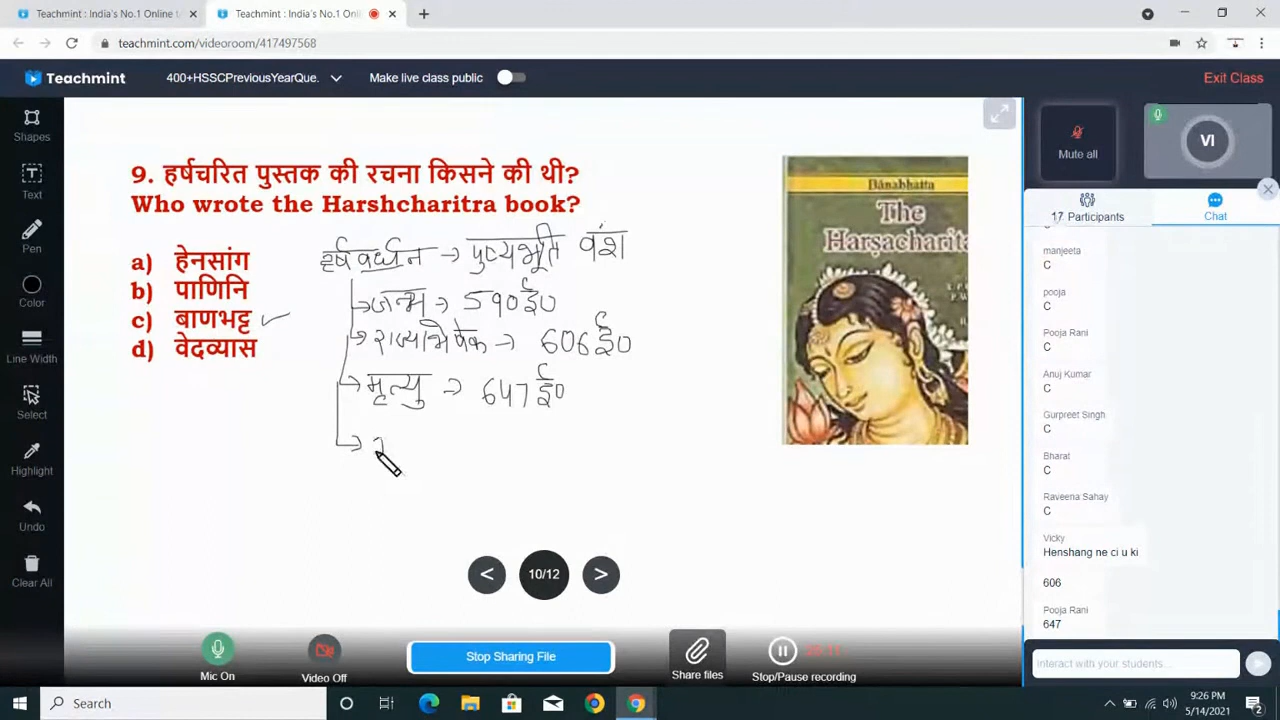 Teachmint : India's No.1 Online t
Teachmint : India's No.1 Onli
teachmint.com/videoroom/417497568
Teachmint
400+HSSCPreviousYearQue.
Make live class public
Exit Class
Shapes
Text
Pen
Color
Line Width
Select
Highlight
Undo
Clear All
9. हर्षचरित पुस्तक की रचना किसने की थी?
Who wrote the Harshcharitra book?
a) हेनसांग
b) पाणिनि
c) बाणभट्ट
d) वेदव्यास
हर्ष वर्धन → पुष्यभूति वंश
→ जन्म → 590 ई०
→ राज्याभिषेक → 606 ई०
→ मृत्यु → 647 ई०
Bāṇabhaṭṭa
The
Harṣacharita
10/12
Mute all
VI
17 Participants
Chat
manjeeta
C
pooja
C
Pooja Rani
C
Anuj Kumar
C
Gurpreet Singh
C
Bharat
C
Raveena Sahay
C
Vicky
Henshang ne ci u ki
606
Pooja Rani
647
Interact with your students...
Mic On
Video Off
Stop Sharing File
Share files
Stop/Pause recording
Search
9:26 PM
5/14/2021
2